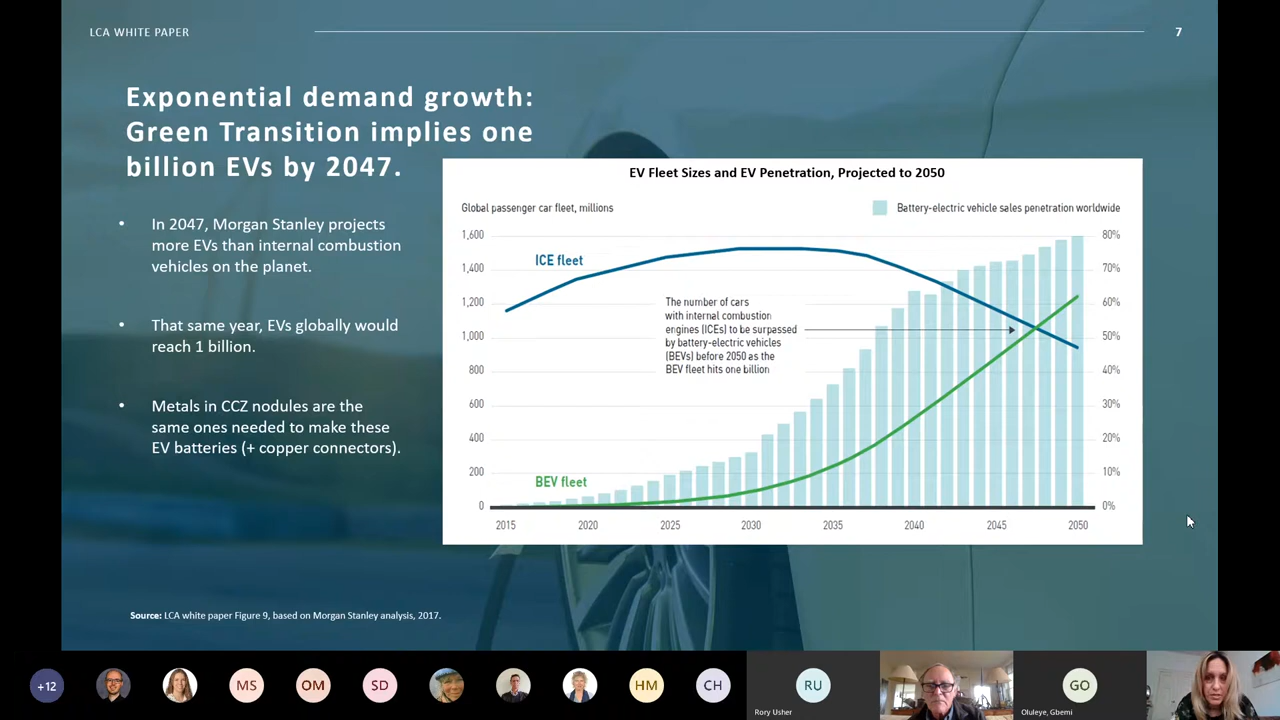 LCA WHITE PAPER
7
Exponential demand growth:
Green Transition implies one
billion EVs by 2047.
• In 2047, Morgan Stanley projects
more EVs than internal combustion
vehicles on the planet.
• That same year, EVs globally would
reach 1 billion.
• Metals in CCZ nodules are the
same ones needed to make these
EV batteries (+ copper connectors).
EV Fleet Sizes and EV Penetration, Projected to 2050
Global passenger car fleet, millions
Battery-electric vehicle sales penetration worldwide
1,600
1,400
1,200
1,000
800
600
400
200
0
80%
70%
60%
50%
40%
30%
20%
10%
0%
ICE fleet
The number of cars
with internal combustion
engines (ICEs) to be surpassed
by battery-electric vehicles
(BEVs) before 2050 as the
BEV fleet hits one billion
BEV fleet
2015 2020 2025 2030 2035 2040 2045 2050
Source: LCA white paper Figure 9, based on Morgan Stanley analysis, 2017.
+12 MS OM SD HM CH RU GO
Rory Usher
Oluleye, Gbemi